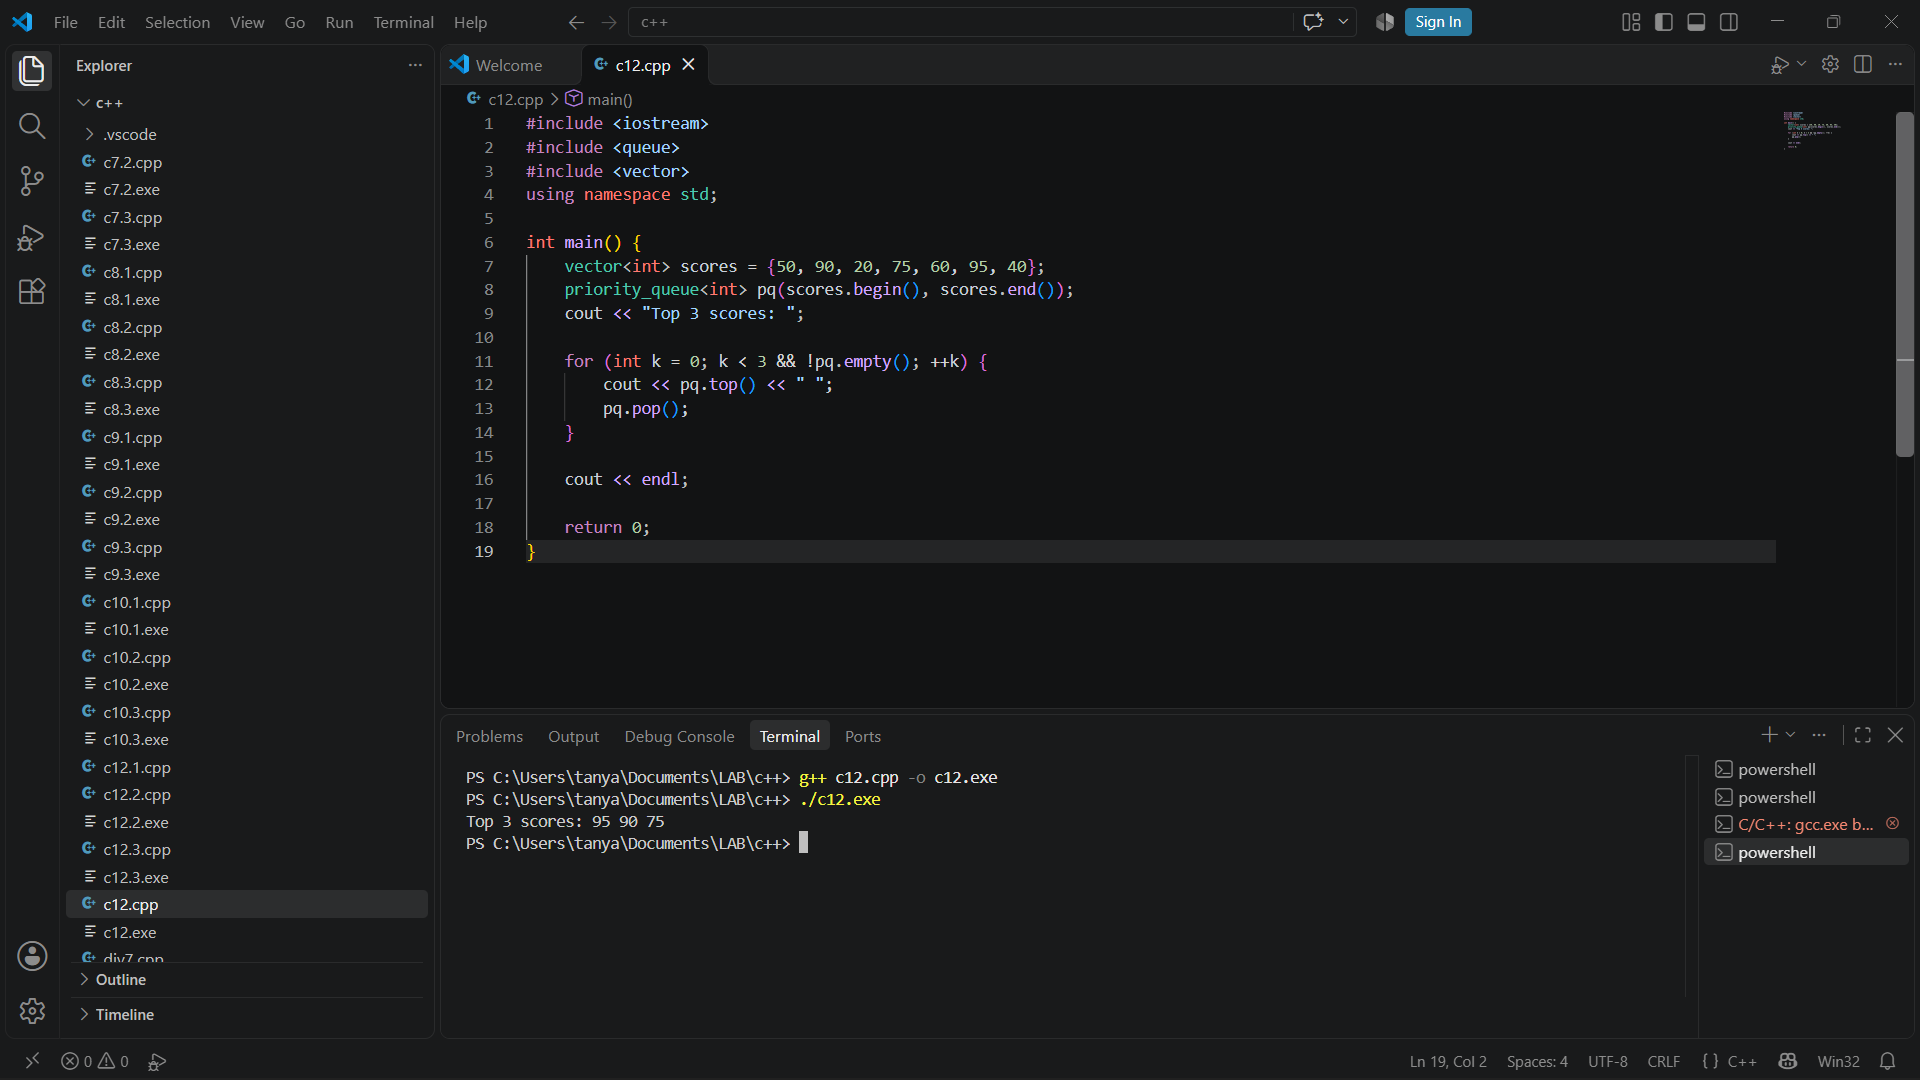 File Edit Selection View Go Run Terminal Help
c++
Sign In
Explorer
c++
.vscode
c7.2.cpp
c7.2.exe
c7.3.cpp
c7.3.exe
c8.1.cpp
c8.1.exe
c8.2.cpp
c8.2.exe
c8.3.cpp
c8.3.exe
c9.1.cpp
c9.1.exe
c9.2.cpp
c9.2.exe
c9.3.cpp
c9.3.exe
c10.1.cpp
c10.1.exe
c10.2.cpp
c10.2.exe
c10.3.cpp
c10.3.exe
c12.1.cpp
c12.2.cpp
c12.2.exe
c12.3.cpp
c12.3.exe
c12.cpp
c12.exe
div7.cpp
Outline
Timeline
Welcome
c12.cpp
c12.cpp > main()
1 #include <iostream>
2 #include <queue>
3 #include <vector>
4 using namespace std;
5
6 int main() {
7     vector<int> scores = {50, 90, 20, 75, 60, 95, 40};
8     priority_queue<int> pq(scores.begin(), scores.end());
9     cout << "Top 3 scores: ";
10
11     for (int k = 0; k < 3 && !pq.empty(); ++k) {
12         cout << pq.top() << " ";
13         pq.pop();
14     }
15
16     cout << endl;
17
18     return 0;
19 }
Problems Output Debug Console Terminal Ports
PS C:\Users\tanya\Documents\LAB\c++> g++ c12.cpp -o c12.exe
PS C:\Users\tanya\Documents\LAB\c++> ./c12.exe
Top 3 scores: 95 90 75
PS C:\Users\tanya\Documents\LAB\c++>
powershell
powershell
C/C++: gcc.exe b...
powershell
0 0
Ln 19, Col 2 Spaces: 4 UTF-8 CRLF {} C++ Win32